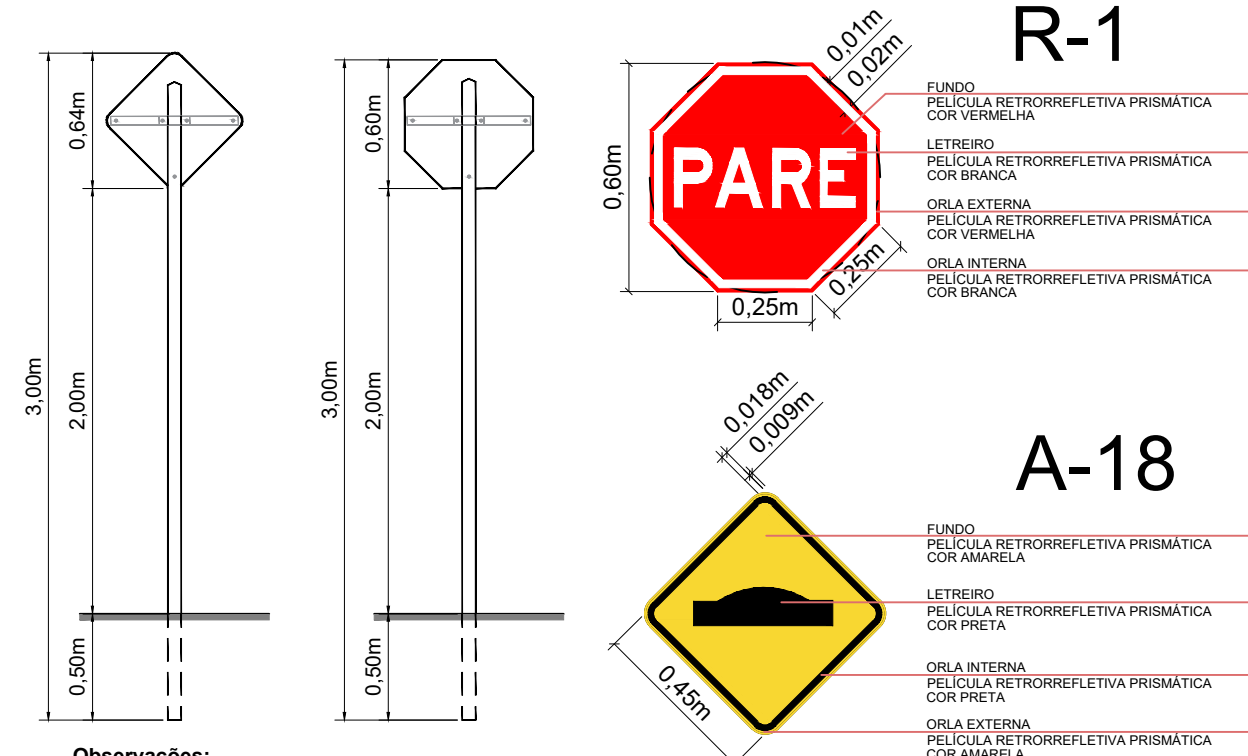 3,00m
0,64m
2,00m
0,50m
3,00m
0,60m
2,00m
0,50m
Observações:
R-1
0,01m
0,02m
0,60m
PARE
0,25m
0,25m
FUNDO
PELÍCULA RETRORREFLETIVA PRISMÁTICA
COR VERMELHA
LETREIRO
PELÍCULA RETRORREFLETIVA PRISMÁTICA
COR BRANCA
ORLA EXTERNA
PELÍCULA RETRORREFLETIVA PRISMÁTICA
COR VERMELHA
ORLA INTERNA
PELÍCULA RETRORREFLETIVA PRISMÁTICA
COR BRANCA
A-18
0,018m
0,009m
0,45m
FUNDO
PELÍCULA RETRORREFLETIVA PRISMÁTICA
COR AMARELA
LETREIRO
PELÍCULA RETRORREFLETIVA PRISMÁTICA
COR PRETA
ORLA INTERNA
PELÍCULA RETRORREFLETIVA PRISMÁTICA
COR PRETA
ORLA EXTERNA
PELÍCULA RETRORREFLETIVA PRISMÁTICA
COR AMARELA